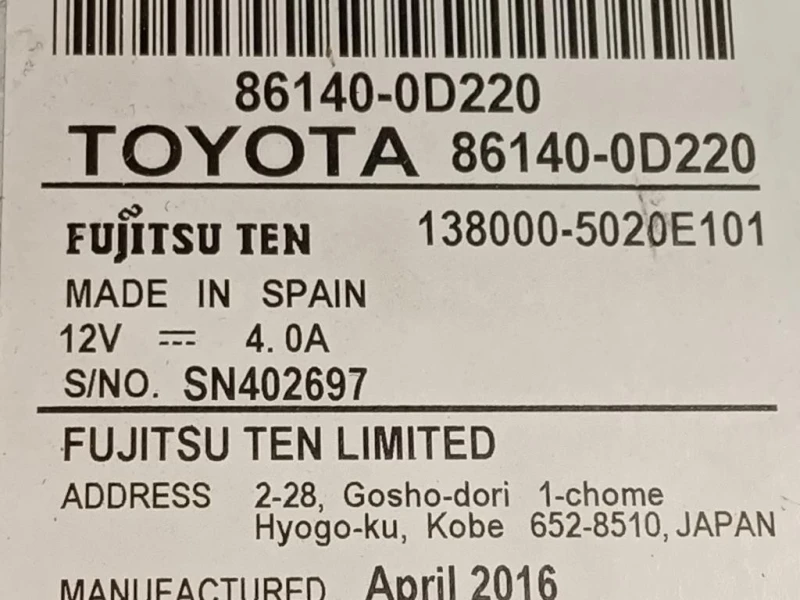 86140-0D220
TOYOTA 86140-0D220
FUJITSU TEN 138000-5020E101
MADE IN SPAIN
12V ⎓ 4.0A
S/NO. SN402697
FUJITSU TEN LIMITED
ADDRESS 2-28, Gosho-dori 1-chome
Hyogo-ku, Kobe 652-8510, JAPAN
MANUFACTURED April 2016